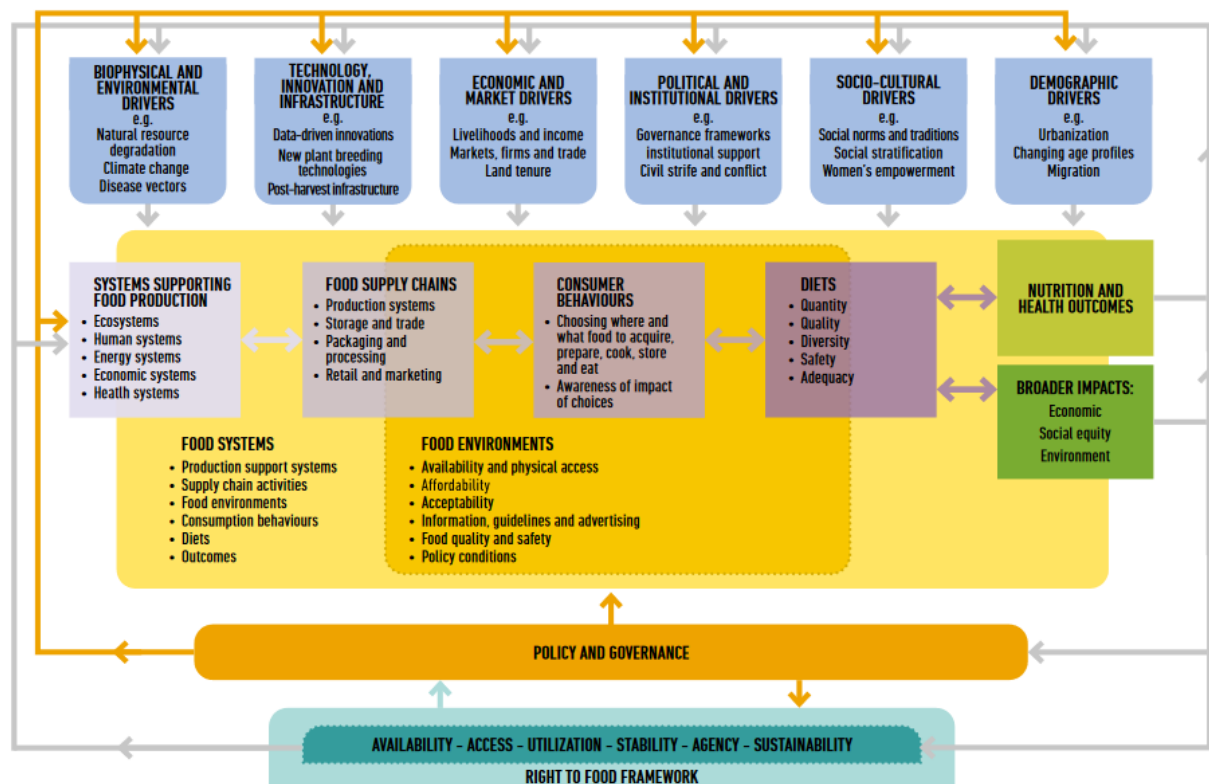 BIOPHYSICAL AND
ENVIRONMENTAL
DRIVERS
e.g.
Natural resource
degradation
Climate change
Disease vectors
TECHNOLOGY,
INNOVATION AND
INFRASTRUCTURE
e.g.
Data-driven innovations
New plant breeding
technologies
Post-harvest infrastructure
ECONOMIC AND
MARKET DRIVERS
e.g.
Livelihoods and income
Markets, firms and trade
Land tenure
POLITICAL AND
INSTITUTIONAL DRIVERS
e.g.
Governance frameworks
institutional support
Civil strife and conflict
SOCIO-CULTURAL
DRIVERS
e.g.
Social norms and traditions
Social stratification
Women's empowerment
DEMOGRAPHIC
DRIVERS
e.g.
Urbanization
Changing age profiles
Migration
SYSTEMS SUPPORTING
FOOD PRODUCTION
• Ecosystems
• Human systems
• Energy systems
• Economic systems
• Health systems
FOOD SUPPLY CHAINS
• Production systems
• Storage and trade
• Packaging and
processing
• Retail and marketing
CONSUMER
BEHAVIOURS
• Choosing where and
what food to acquire,
prepare, cook, store
and eat
• Awareness of impact
of choices
DIETS
• Quantity
• Quality
• Diversity
• Safety
• Adequacy
NUTRITION AND
HEALTH OUTCOMES
BROADER IMPACTS:
Economic
Social equity
Environment
FOOD SYSTEMS
• Production support systems
• Supply chain activities
• Food environments
• Consumption behaviours
• Diets
• Outcomes
FOOD ENVIRONMENTS
• Availability and physical access
• Affordability
• Acceptability
• Information, guidelines and advertising
• Food quality and safety
• Policy conditions
POLICY AND GOVERNANCE
AVAILABILITY – ACCESS – UTILIZATION – STABILITY – AGENCY – SUSTAINABILITY
RIGHT TO FOOD FRAMEWORK